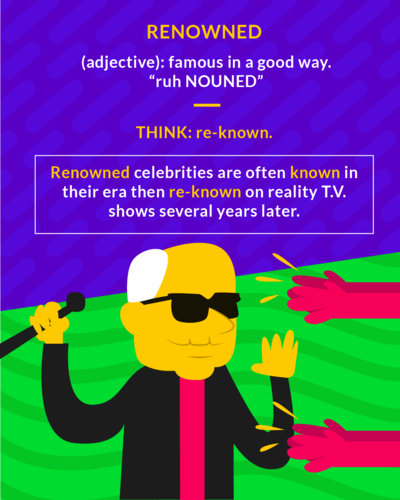 RENOWNED
(adjective): famous in a good way.
“ruh NOUNED”
THINK: re-known.
Renowned celebrities are often known in
their era then re-known on reality T.V.
shows several years later.